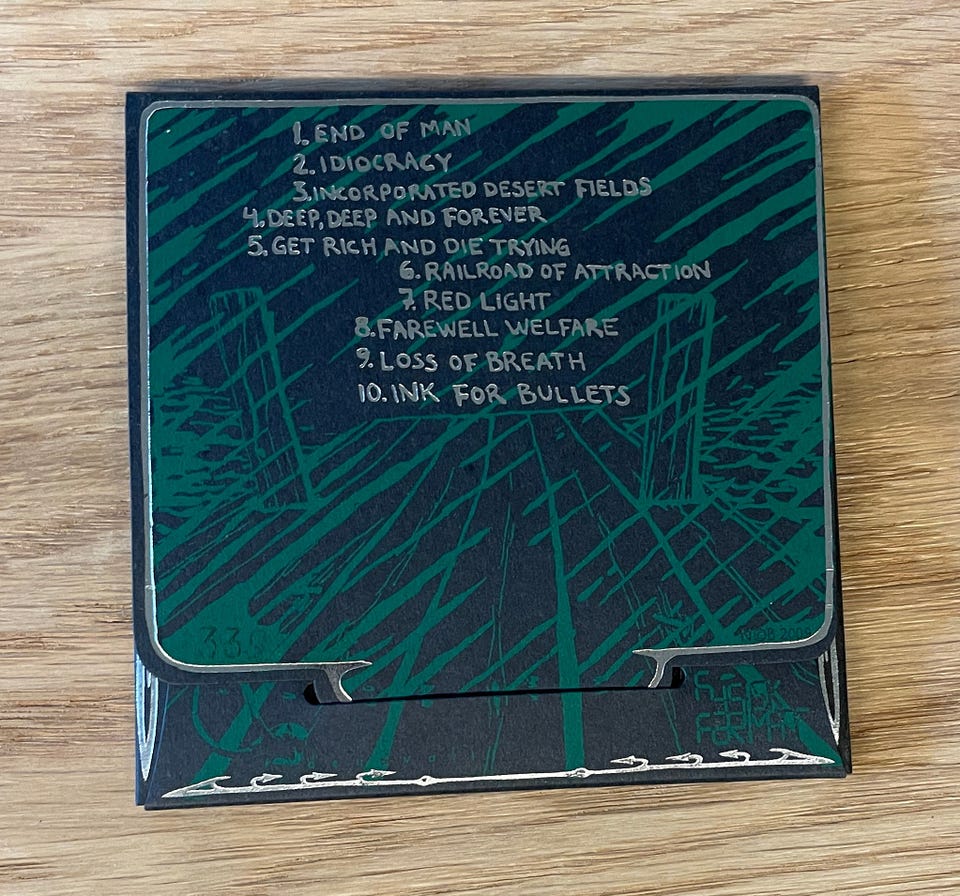 1. END OF MAN
2. IDIOCRACY
3. INCORPORATED DESERT FIELDS
4. DEEP, DEEP AND FOREVER
5. GET RICH AND DIE TRYING
6. RAILROAD OF ATTRACTION
7. RED LIGHT
8. FAREWELL WELFARE
9. LOSS OF BREATH
10. INK FOR BULLETS